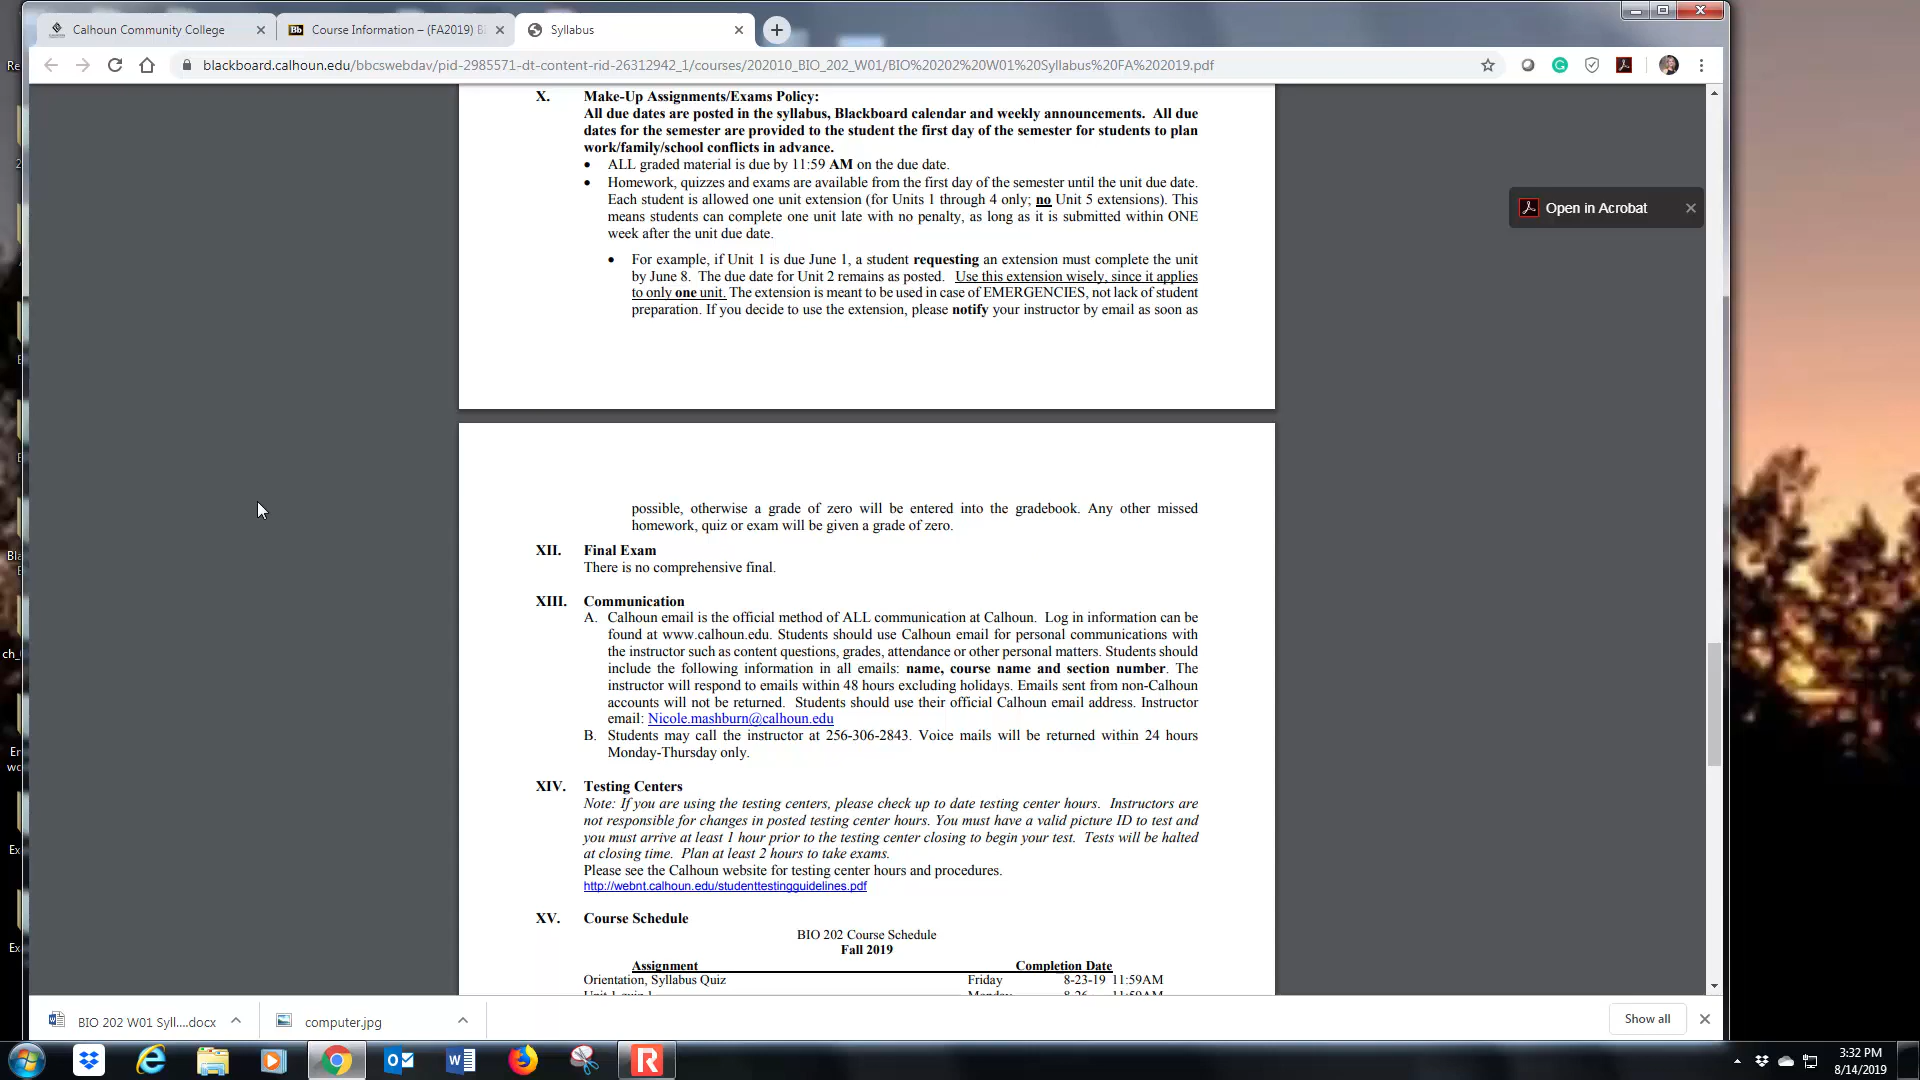 Calhoun Community College
Course Information – (FA2019) B
Syllabus
blackboard.calhoun.edu/bbcswebdav/pid-2985571-dt-content-rid-26312942_1/courses/202010_BIO_202_W01/BIO%20202%20W01%20Syllabus%20FA%202019.pdf
Open in Acrobat
X. Make-Up Assignments/Exams Policy:
All due dates are posted in the syllabus, Blackboard calendar and weekly announcements. All due
dates for the semester are provided to the student the first day of the semester for students to plan
work/family/school conflicts in advance.
• ALL graded material is due by 11:59 AM on the due date.
• Homework, quizzes and exams are available from the first day of the semester until the unit due date.
Each student is allowed one unit extension (for Units 1 through 4 only; no Unit 5 extensions). This
means students can complete one unit late with no penalty, as long as it is submitted within ONE
week after the unit due date.
• For example, if Unit 1 is due June 1, a student requesting an extension must complete the unit
by June 8. The due date for Unit 2 remains as posted. Use this extension wisely, since it applies
to only one unit. The extension is meant to be used in case of EMERGENCIES, not lack of student
preparation. If you decide to use the extension, please notify your instructor by email as soon as
possible, otherwise a grade of zero will be entered into the gradebook. Any other missed
homework, quiz or exam will be given a grade of zero.
XII. Final Exam
There is no comprehensive final.
XIII. Communication
A. Calhoun email is the official method of ALL communication at Calhoun. Log in information can be
found at www.calhoun.edu. Students should use Calhoun email for personal communications with
the instructor such as content questions, grades, attendance or other personal matters. Students should
include the following information in all emails: name, course name and section number. The
instructor will respond to emails within 48 hours excluding holidays. Emails sent from non-Calhoun
accounts will not be returned. Students should use their official Calhoun email address. Instructor
email: Nicole.mashburn@calhoun.edu
B. Students may call the instructor at 256-306-2843. Voice mails will be returned within 24 hours
Monday-Thursday only.
XIV. Testing Centers
Note: If you are using the testing centers, please check up to date testing center hours. Instructors are
not responsible for changes in posted testing center hours. You must have a valid picture ID to test and
you must arrive at least 1 hour prior to the testing center closing to begin your test. Tests will be halted
at closing time. Plan at least 2 hours to take exams.
Please see the Calhoun website for testing center hours and procedures.
http://webnt.calhoun.edu/studenttestingguidelines.pdf
XV. Course Schedule
BIO 202 Course Schedule
Fall 2019
Assignment Completion Date
Orientation, Syllabus Quiz Friday 8-23-19 11:59AM
BIO 202 W01 Syll....docx
computer.jpg
Show all
3:32 PM
8/14/2019